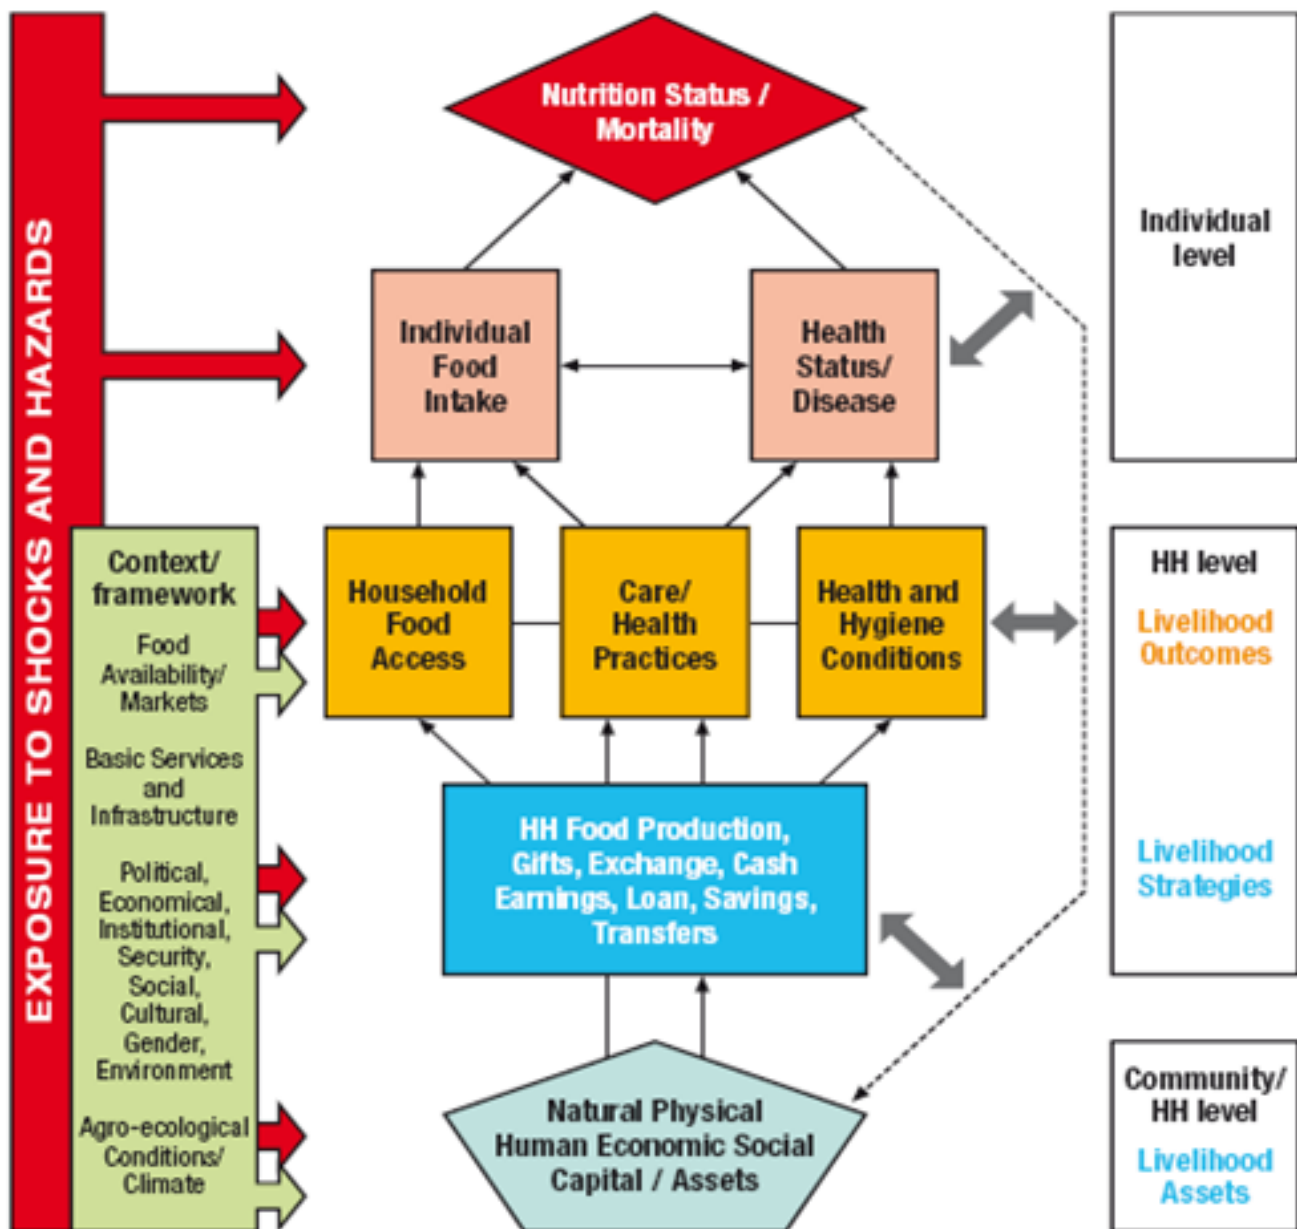 EXPOSURE TO SHOCKS AND HAZARDS
Nutrition Status /
Mortality
Individual
level
Individual
Food
Intake
Health
Status/
Disease
Context/
framework
Food
Availability/
Markets
Basic Services
and
Infrastructure
Political,
Economical,
Institutional,
Security,
Social,
Cultural,
Gender,
Environment
Agro-ecological
Conditions/
Climate
Household
Food
Access
Care/
Health
Practices
Health and
Hygiene
Conditions
HH level
Livelihood
Outcomes
HH Food Production,
Gifts, Exchange, Cash
Earnings, Loan, Savings,
Transfers
Livelihood
Strategies
Natural Physical
Human Economic Social
Capital / Assets
Community/
HH level
Livelihood
Assets